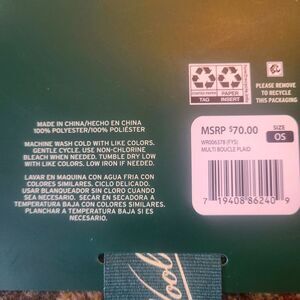 COATED PAPER
PAPER
TAG
INSERT
PLEASE REMOVE
TO RECYCLE
THIS PACKAGING
MADE IN CHINA/HECHO EN CHINA
100% POLYESTER/100% POLIÉSTER
MACHINE WASH COLD WITH LIKE COLORS,
GENTLE CYCLE. USE NON-CHLORINE
BLEACH WHEN NEEDED. TUMBLE DRY LOW
WITH LIKE COLORS. LOW IRON IF NEEDED.
LAVAR EN MAQUINA CON AGUA FRIA CON
COLORES SIMILARES, CICLO DELICADO.
USAR BLANQUEADOR SIN CLORO CUANDO
SEA NECESARIO. SECAR EN SECADORA A
TEMPERATURA BAJA CON COLORES SIMILARES.
PLANCHAR A TEMPERATURA BAJA SI ES
NECESARIO.
MSRP $70.00
SIZE
OS
WR006378 (FYS)
MULTI BOUCLE PLAID
7 19408 86240 9